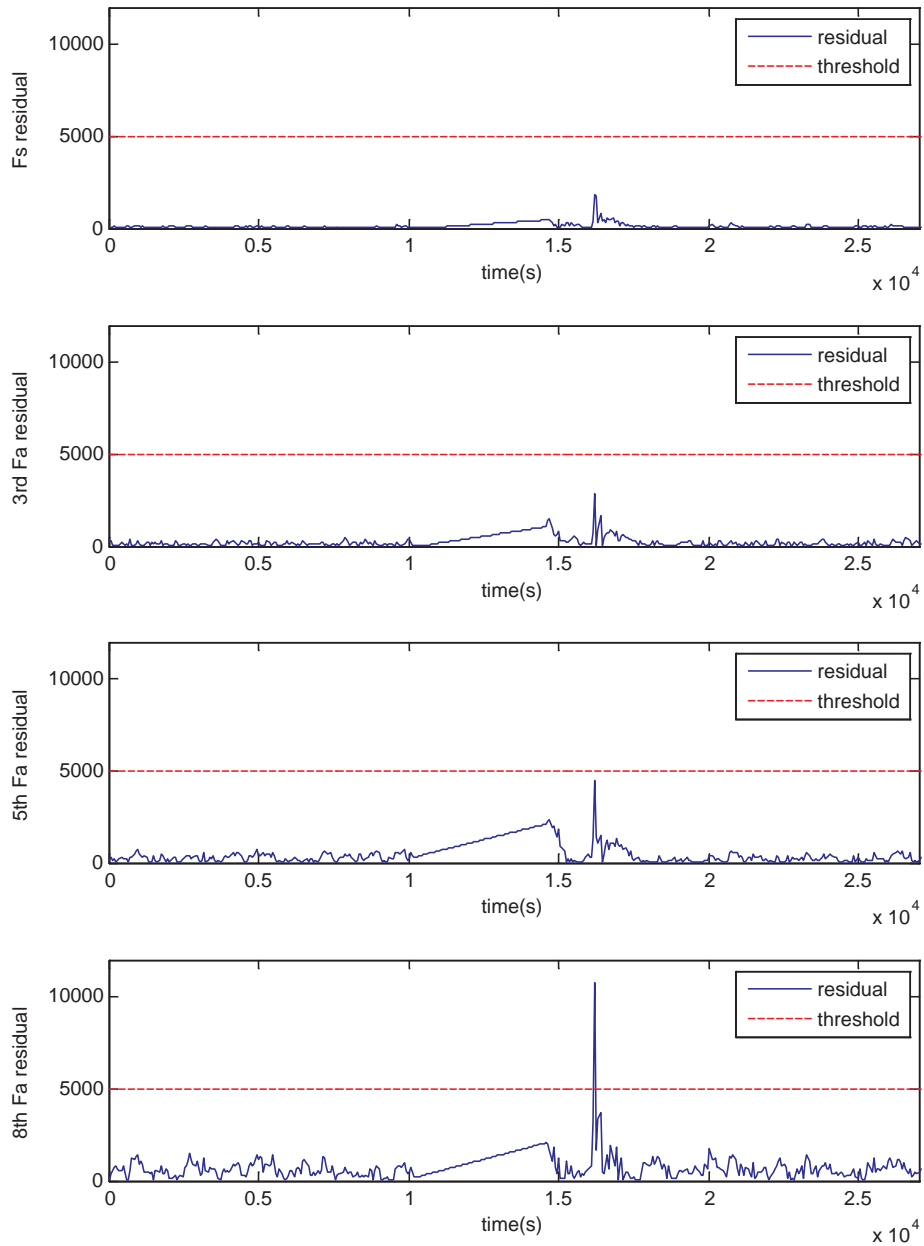 10000
5000
0
Fs residual
residual
threshold
0 0.5 1 1.5 2 2.5
time(s)
x 10^4
10000
5000
0
3rd Fa residual
residual
threshold
0 0.5 1 1.5 2 2.5
time(s)
x 10^4
10000
5000
0
5th Fa residual
residual
threshold
0 0.5 1 1.5 2 2.5
time(s)
x 10^4
10000
5000
0
8th Fa residual
residual
threshold
0 0.5 1 1.5 2 2.5
time(s)
x 10^4